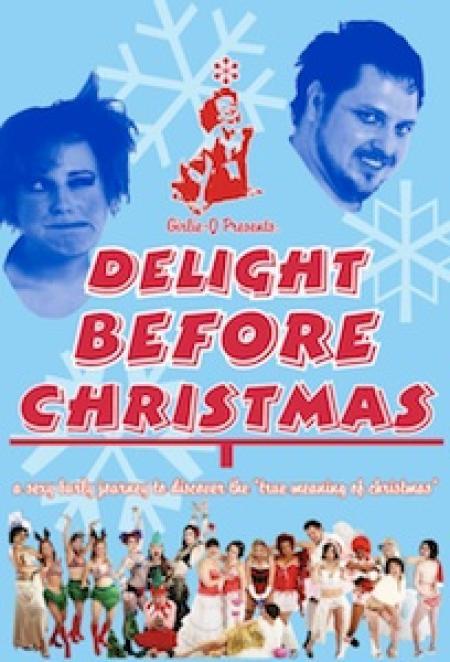 Girlie-Q Presents:
DELIGHT
BEFORE
CHRISTMAS
a sexy burly journey to discover the "true meaning of christmas"